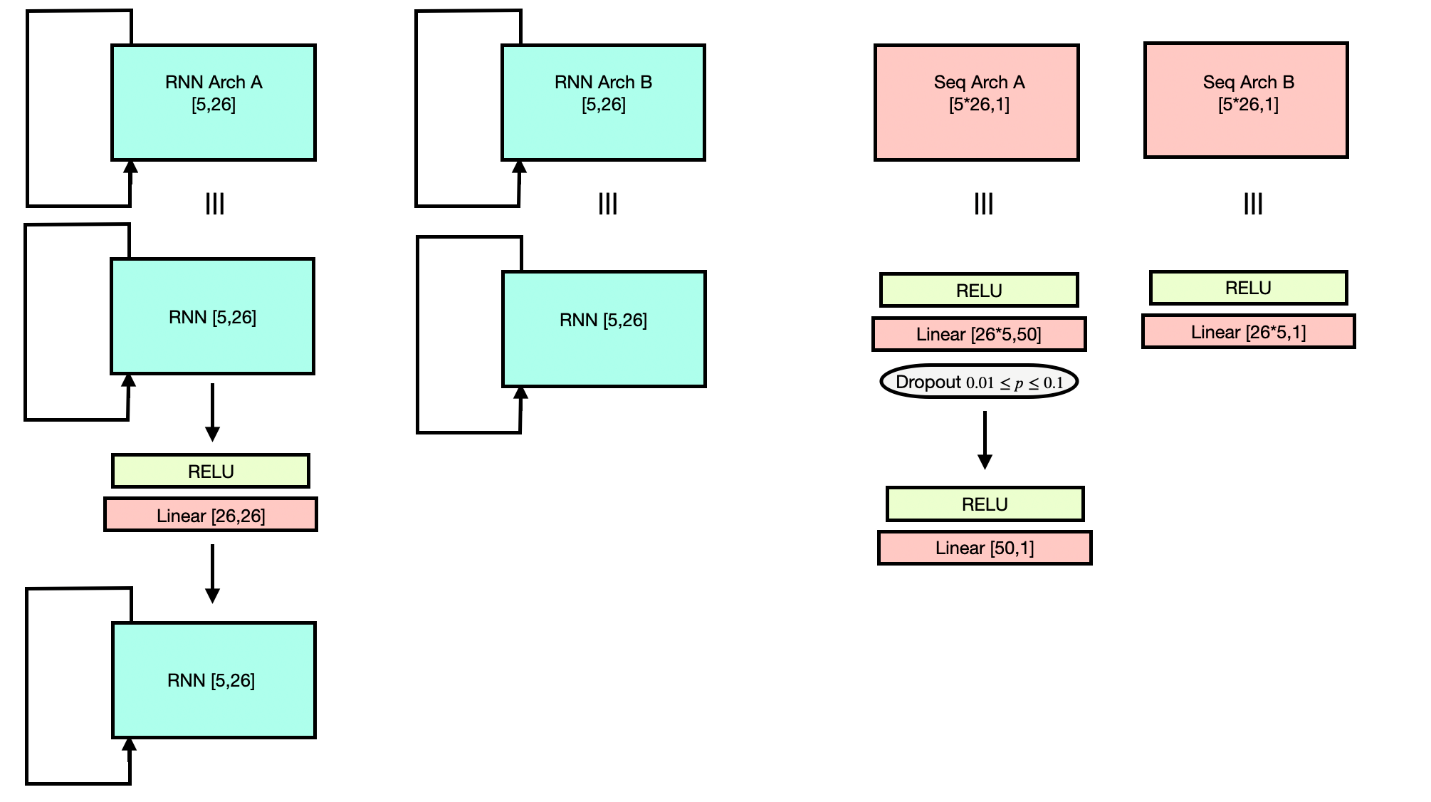 RNN Arch A
[5,26]
RNN Arch B
[5,26]
Seq Arch A
[5*26,1]
Seq Arch B
[5*26,1]
|||
|||
|||
|||
RNN [5,26]
RELU
Linear [26,26]
RNN [5,26]
RNN [5,26]
RELU
Linear [26*5,50]
Dropout 0.01 ≤ p ≤ 0.1
RELU
Linear [50,1]
RELU
Linear [26*5,1]